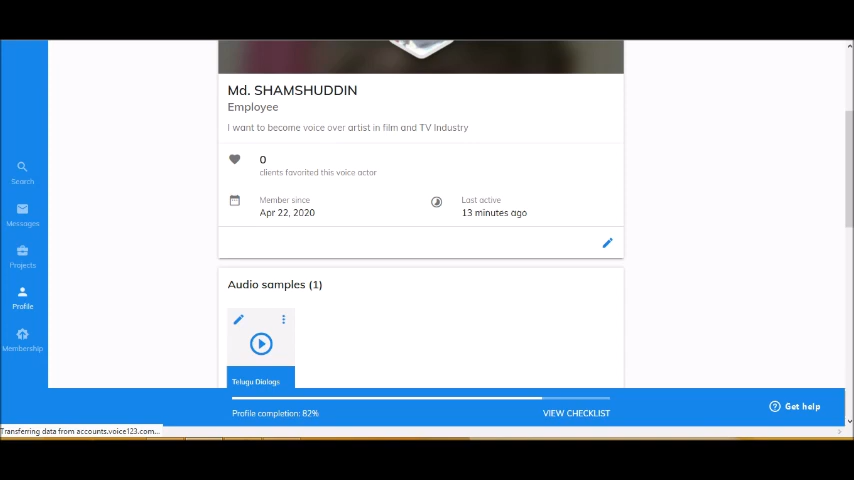 Md. SHAMSHUDDIN
Employee
I want to become voice over artist in film and TV Industry
0
clients favorited this voice actor
Member since
Apr 22, 2020
Last active
13 minutes ago
Search
Messages
Projects
Profile
Membership
Audio samples (1)
Telugu Dialogs
Profile completion: 82%
VIEW CHECKLIST
Get help
Transferring data from accounts.voice123.com...